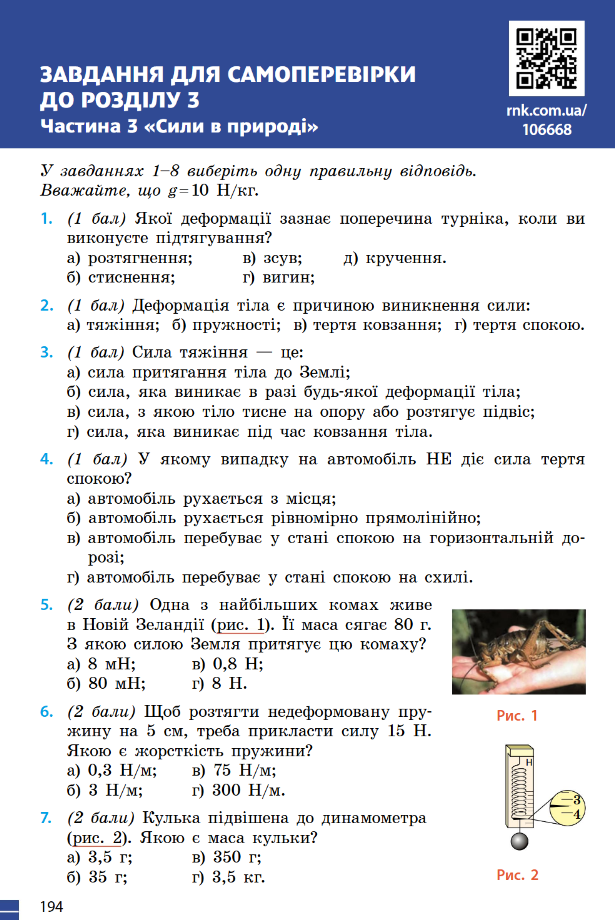 ЗАВДАННЯ ДЛЯ САМОПЕРЕВІРКИ
ДО РОЗДІЛУ 3
Частина 3 «Сили в природі»
rnk.com.ua/
106668
У завданнях 1–8 виберіть одну правильну відповідь.
Вважайте, що g=10 Н/кг.
1. (1 бал) Якої деформації зазнає поперечина турніка, коли ви
виконуєте підтягування?
а) розтягнення; в) зсув; д) кручення.
б) стиснення; г) вигин;
2. (1 бал) Деформація тіла є причиною виникнення сили:
а) тяжіння; б) пружності; в) тертя ковзання; г) тертя спокою.
3. (1 бал) Сила тяжіння — це:
а) сила притягання тіла до Землі;
б) сила, яка виникає в разі будь-якої деформації тіла;
в) сила, з якою тіло тисне на опору або розтягує підвіс;
г) сила, яка виникає під час ковзання тіла.
4. (1 бал) У якому випадку на автомобіль НЕ діє сила тертя
спокою?
а) автомобіль рухається з місця;
б) автомобіль рухається рівномірно прямолінійно;
в) автомобіль перебуває у стані спокою на горизонтальній до-
розі;
г) автомобіль перебуває у стані спокою на схилі.
5. (2 бали) Одна з найбільших комах живе
в Новій Зеландії (рис. 1). Її маса сягає 80 г.
З якою силою Земля притягує цю комаху?
а) 8 мН; в) 0,8 Н;
б) 80 мН; г) 8 Н.
Рис. 1
6. (2 бали) Щоб розтягти недеформовану пру-
жину на 5 см, треба прикласти силу 15 Н.
Якою є жорсткість пружини?
а) 0,3 Н/м; в) 75 Н/м;
б) 3 Н/м; г) 300 Н/м.
Н
3
4
7. (2 бали) Кулька підвішена до динамометра
(рис. 2). Якою є маса кульки?
а) 3,5 г; в) 350 г;
б) 35 г; г) 3,5 кг.
Рис. 2
194